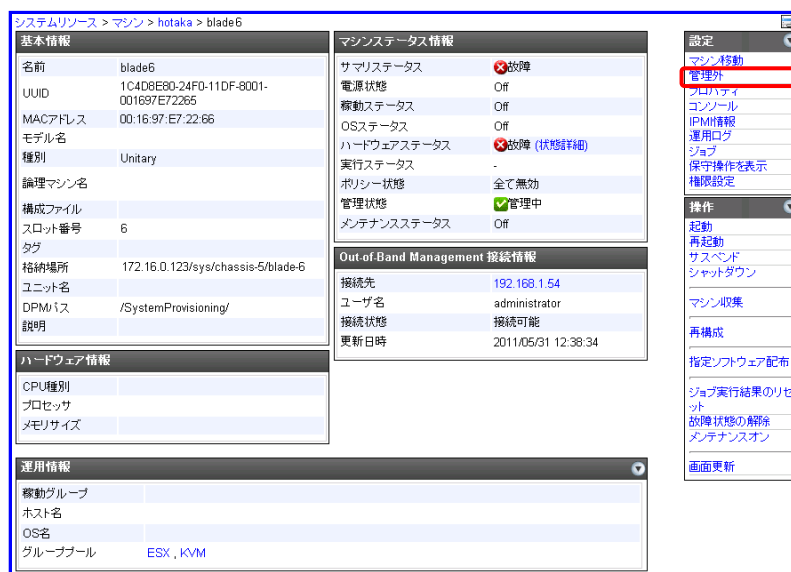 システムリソース > マシン > hotaka > blade6
基本情報
名前 blade6
UUID 1C4D8E80-24F0-11DF-8001-
001697E72265
MACアドレス 00:16:97:E7:22:66
モデル名
種別 Unitary
論理マシン名
構成ファイル
スロット番号 6
タグ
格納場所 172.16.0.123/sys/chassis-5/blade-6
ユニット名
DPMパス /SystemProvisioning/
説明
ハードウェア情報
CPU種別
プロセッサ
メモリサイズ
マシンステータス情報
サマリステータス 故障
電源状態 Off
稼動ステータス Off
OSステータス Off
ハードウェアステータス 故障 (状態詳細)
実行ステータス -
ポリシー状態 全て無効
管理状態 管理中
メンテナンスステータス Off
Out-of-Band Management 接続情報
接続先 192.168.1.54
ユーザ名 administrator
接続状態 接続可能
更新日時 2011/05/31 12:38:34
運用情報
稼動グループ
ホスト名
OS名
グループプール ESX , KVM
設定
マシン移動
管理外
プロパティ
コンソール
IPMI情報
運用ログ
ジョブ
保守操作を表示
権限設定
操作
起動
再起動
サスペンド
シャットダウン
マシン収集
再構成
指定ソフトウェア配布
ジョブ実行結果のリセ
ット
故障状態の解除
メンテナンスオン
画面更新